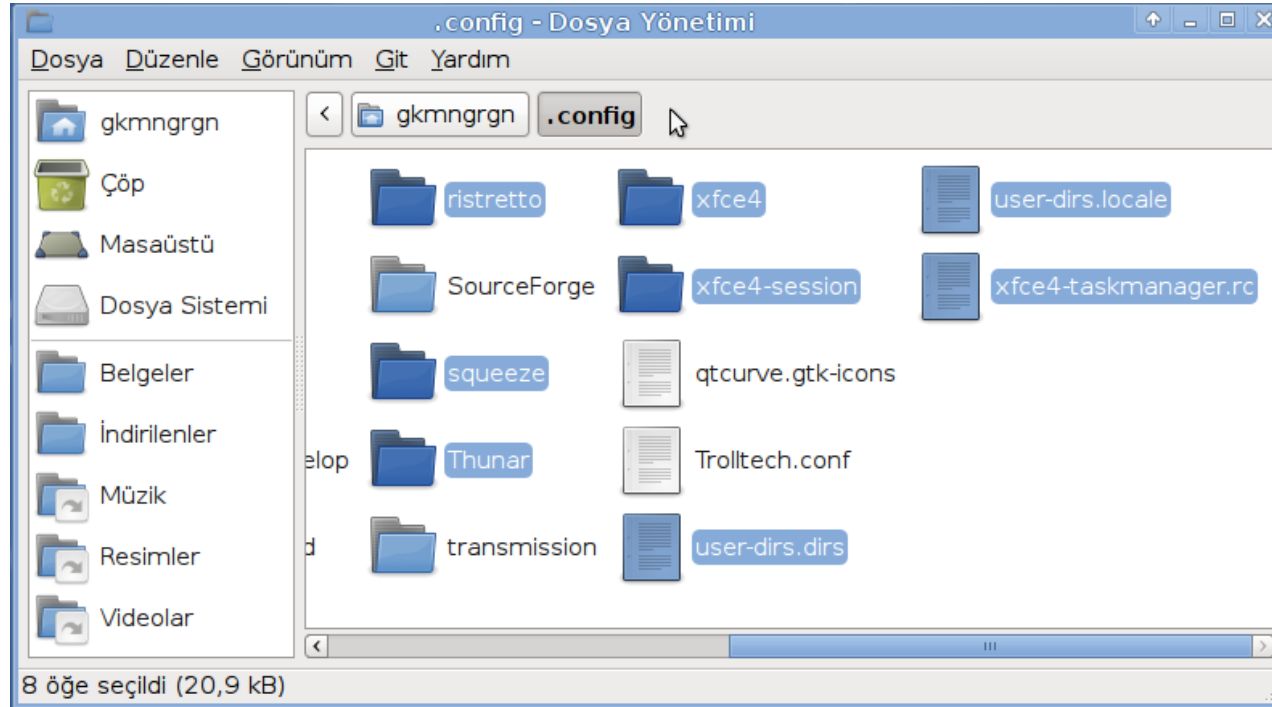 .config - Dosya Yönetimi
Dosya Düzenle Görünüm Git Yardım
gkmngrgn
Çöp
Masaüstü
Dosya Sistemi
Belgeler
İndirilenler
Müzik
Resimler
Videolar
gkmngrgn .config
ristretto xfce4 user-dirs.locale
SourceForge xfce4-session xfce4-taskmanager.rc
squeeze qtcurve.gtk-icons
elop Thunar Trolltech.conf
d transmission user-dirs.dirs
8 öğe seçildi (20,9 kB)